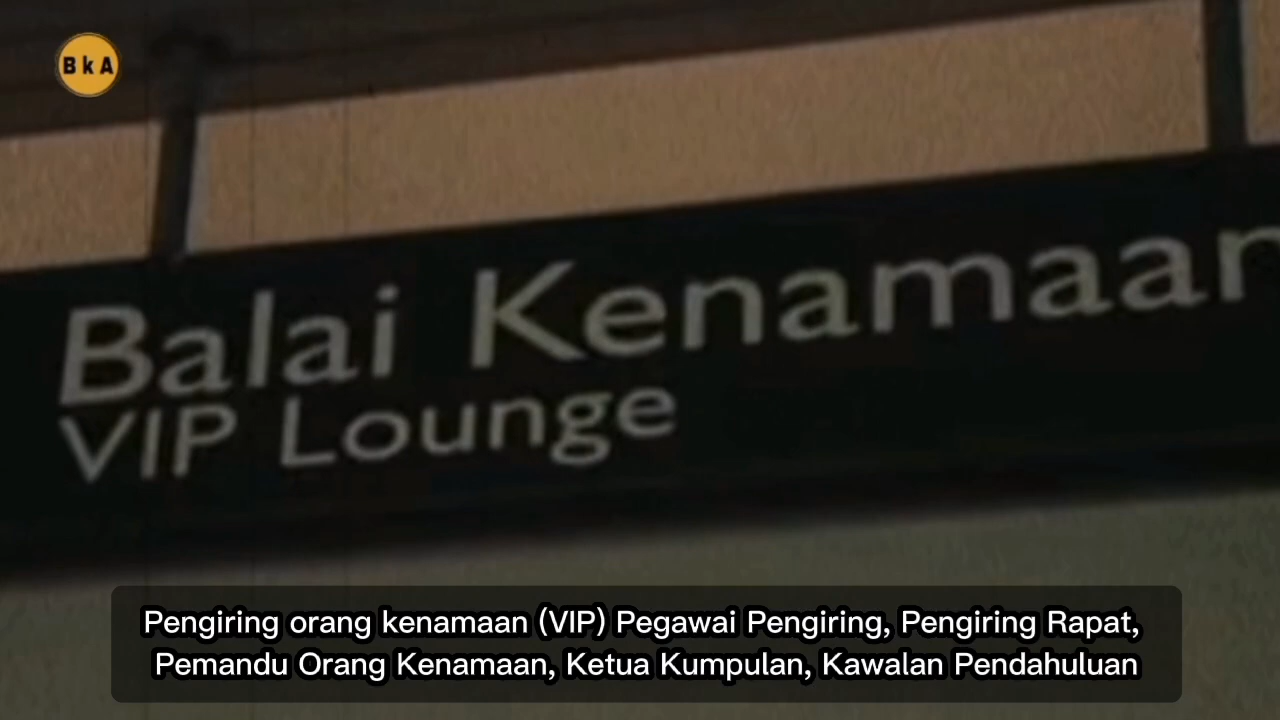 BkA
Balai Kenamaan
VIP Lounge
Pengiring orang kenamaan (VIP) Pegawai Pengiring, Pengiring Rapat,
Pemandu Orang Kenamaan, Ketua Kumpulan, Kawalan Pendahuluan